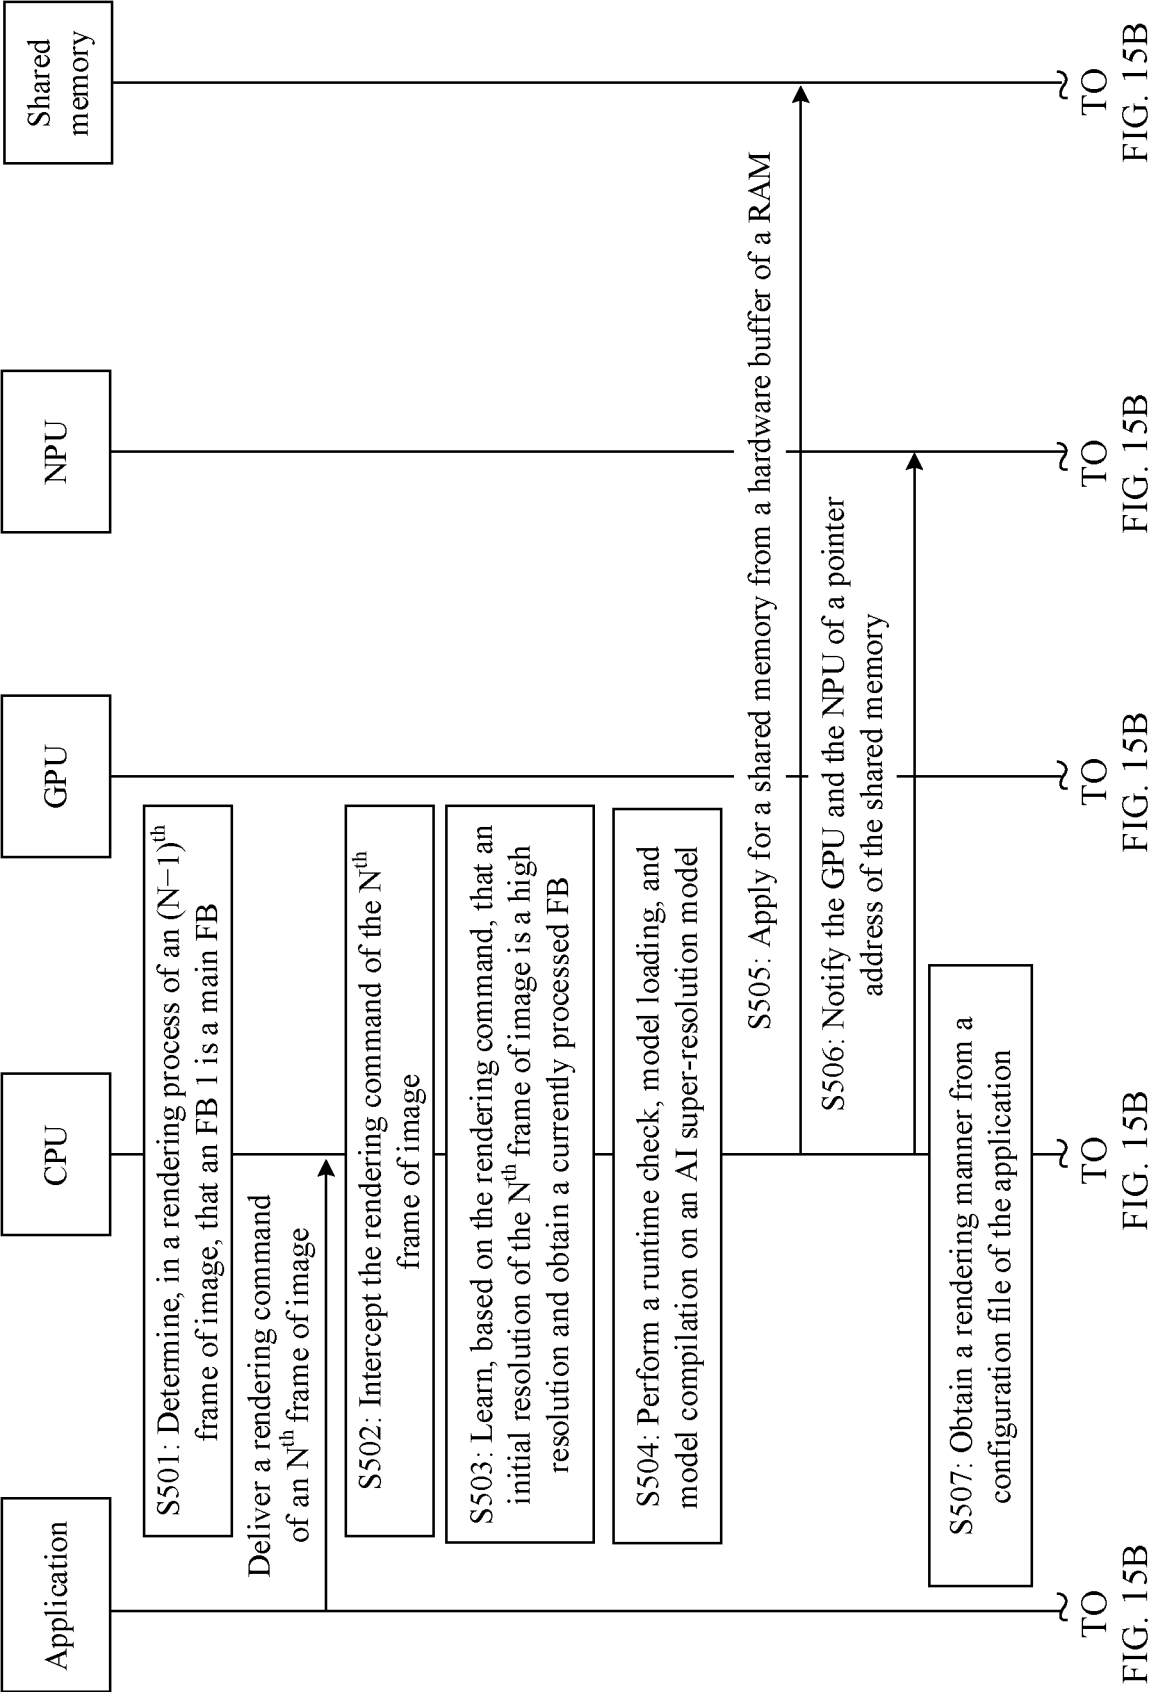 Application
CPU
GPU
NPU
Shared
memory
S501: Determine, in a rendering process of an (N−1)th
frame of image, that an FB 1 is a main FB
Deliver a rendering command
of an Nth frame of image
S502: Intercept the rendering command of the Nth
frame of image
S503: Learn, based on the rendering command, that an
initial resolution of the Nth frame of image is a high
resolution and obtain a currently processed FB
S504: Perform a runtime check, model loading, and
model compilation on an AI super-resolution model
S505: Apply for a shared memory from a hardware buffer of a RAM
S506: Notify the GPU and the NPU of a pointer
address of the shared memory
S507: Obtain a rendering manner from a
configuration file of the application
TO
FIG. 15B
TO
FIG. 15B
TO
FIG. 15B
TO
FIG. 15B
TO
FIG. 15B